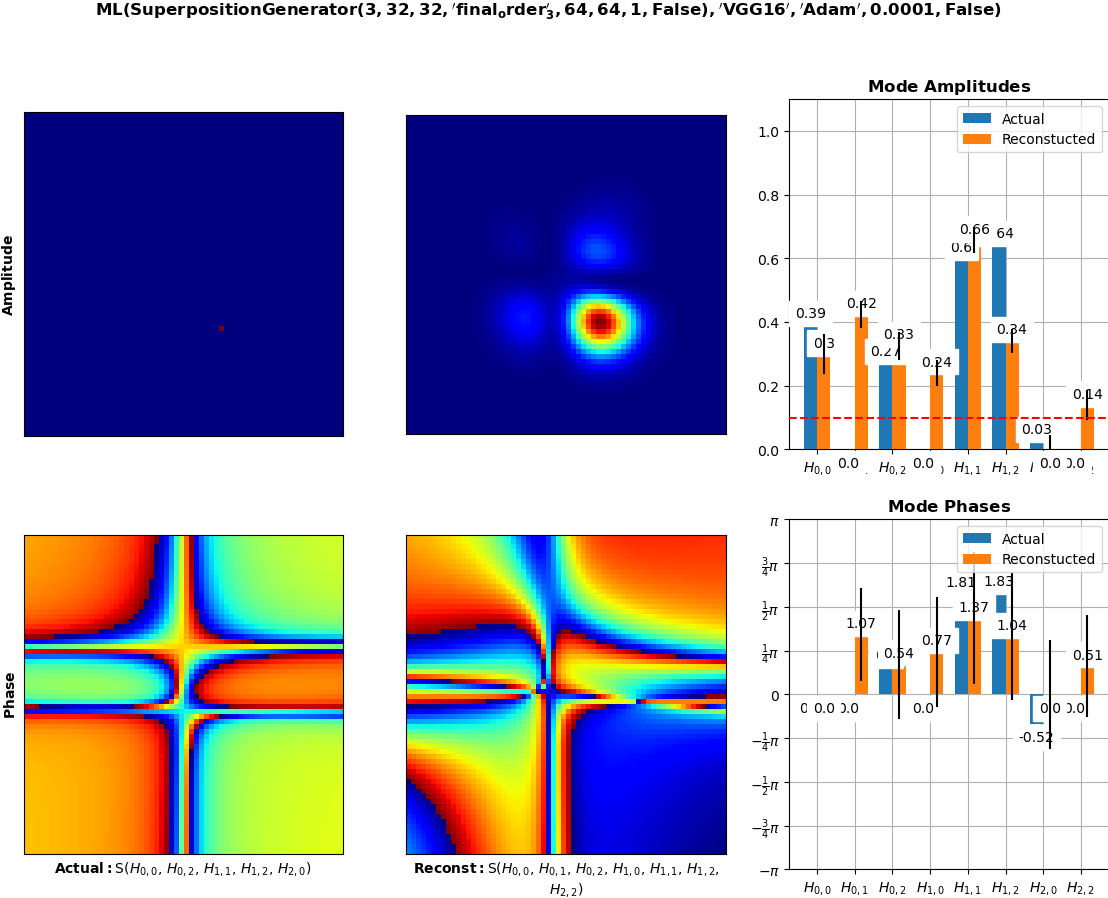 ML(SuperpositionGenerator(3, 32, 32, ′final_order′_3, 64, 64, 1, False), ′VGG16′, ′Adam′, 0.0001, False)
Amplitude
Mode Amplitudes
Actual
Reconstucted
1.0
0.8
0.6
0.4
0.2
0.0
0.39
0.3
0.42
0.27
0.33
0.24
0.6
0.66
64
0.34
0.03
0.14
H0,0
0.0
H0,2
0.0
H1,1
H1,2
0.0
Phase
Mode Phases
Actual
Reconstucted
π
3/4π
1/2π
1/4π
0
−1/4π
−1/2π
−3/4π
−π
0.0
1.07
0.54
0.0
0.77
1.81
1.37
1.83
1.04
-0.52
0.0
0.61
H0,0 H0,1 H0,2 H1,0 H1,1 H1,2 H2,0 H2,2
Actual: S(H0,0, H0,2, H1,1, H1,2, H2,0)
Reconst: S(H0,0, H0,1, H0,2, H1,0, H1,1, H1,2,
H2,2)